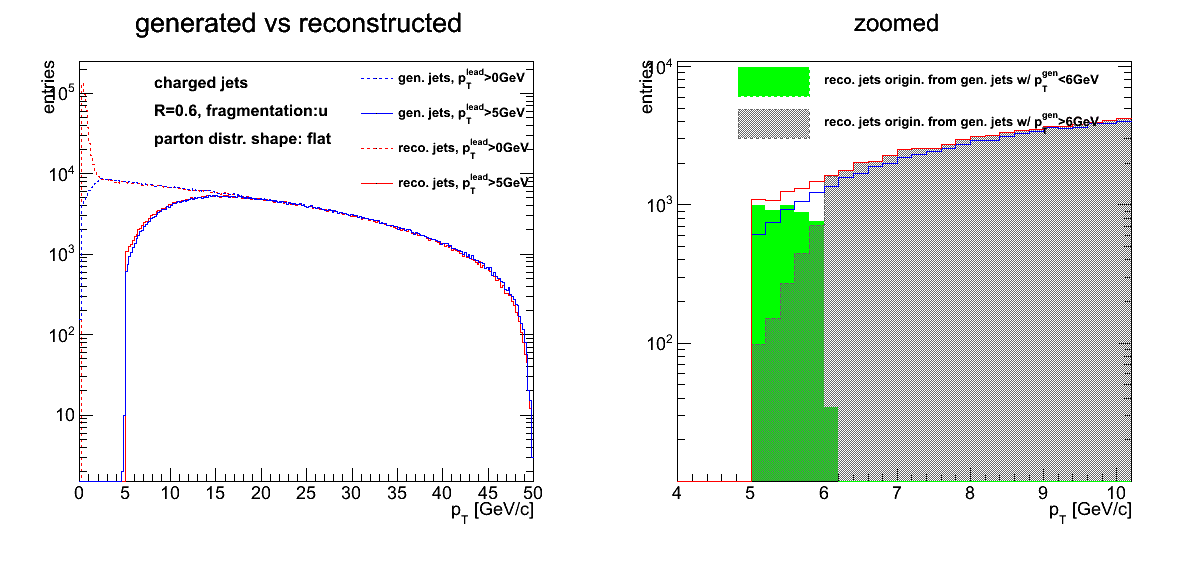 generated vs reconstructed
entries
10^5
10^4
10^3
10^2
10
charged jets
R=0.6, fragmentation:u
parton distr. shape: flat
gen. jets, p_T^lead>0GeV
gen. jets, p_T^lead>5GeV
reco. jets, p_T^lead>0GeV
reco. jets, p_T^lead>5GeV
0 5 10 15 20 25 30 35 40 45 50
p_T [GeV/c]
zoomed
entries
10^4
10^3
10^2
reco. jets origin. from gen. jets w/ p_T^gen<6GeV
reco. jets origin. from gen. jets w/ p_T^gen>6GeV
4 5 6 7 8 9 10
p_T [GeV/c]